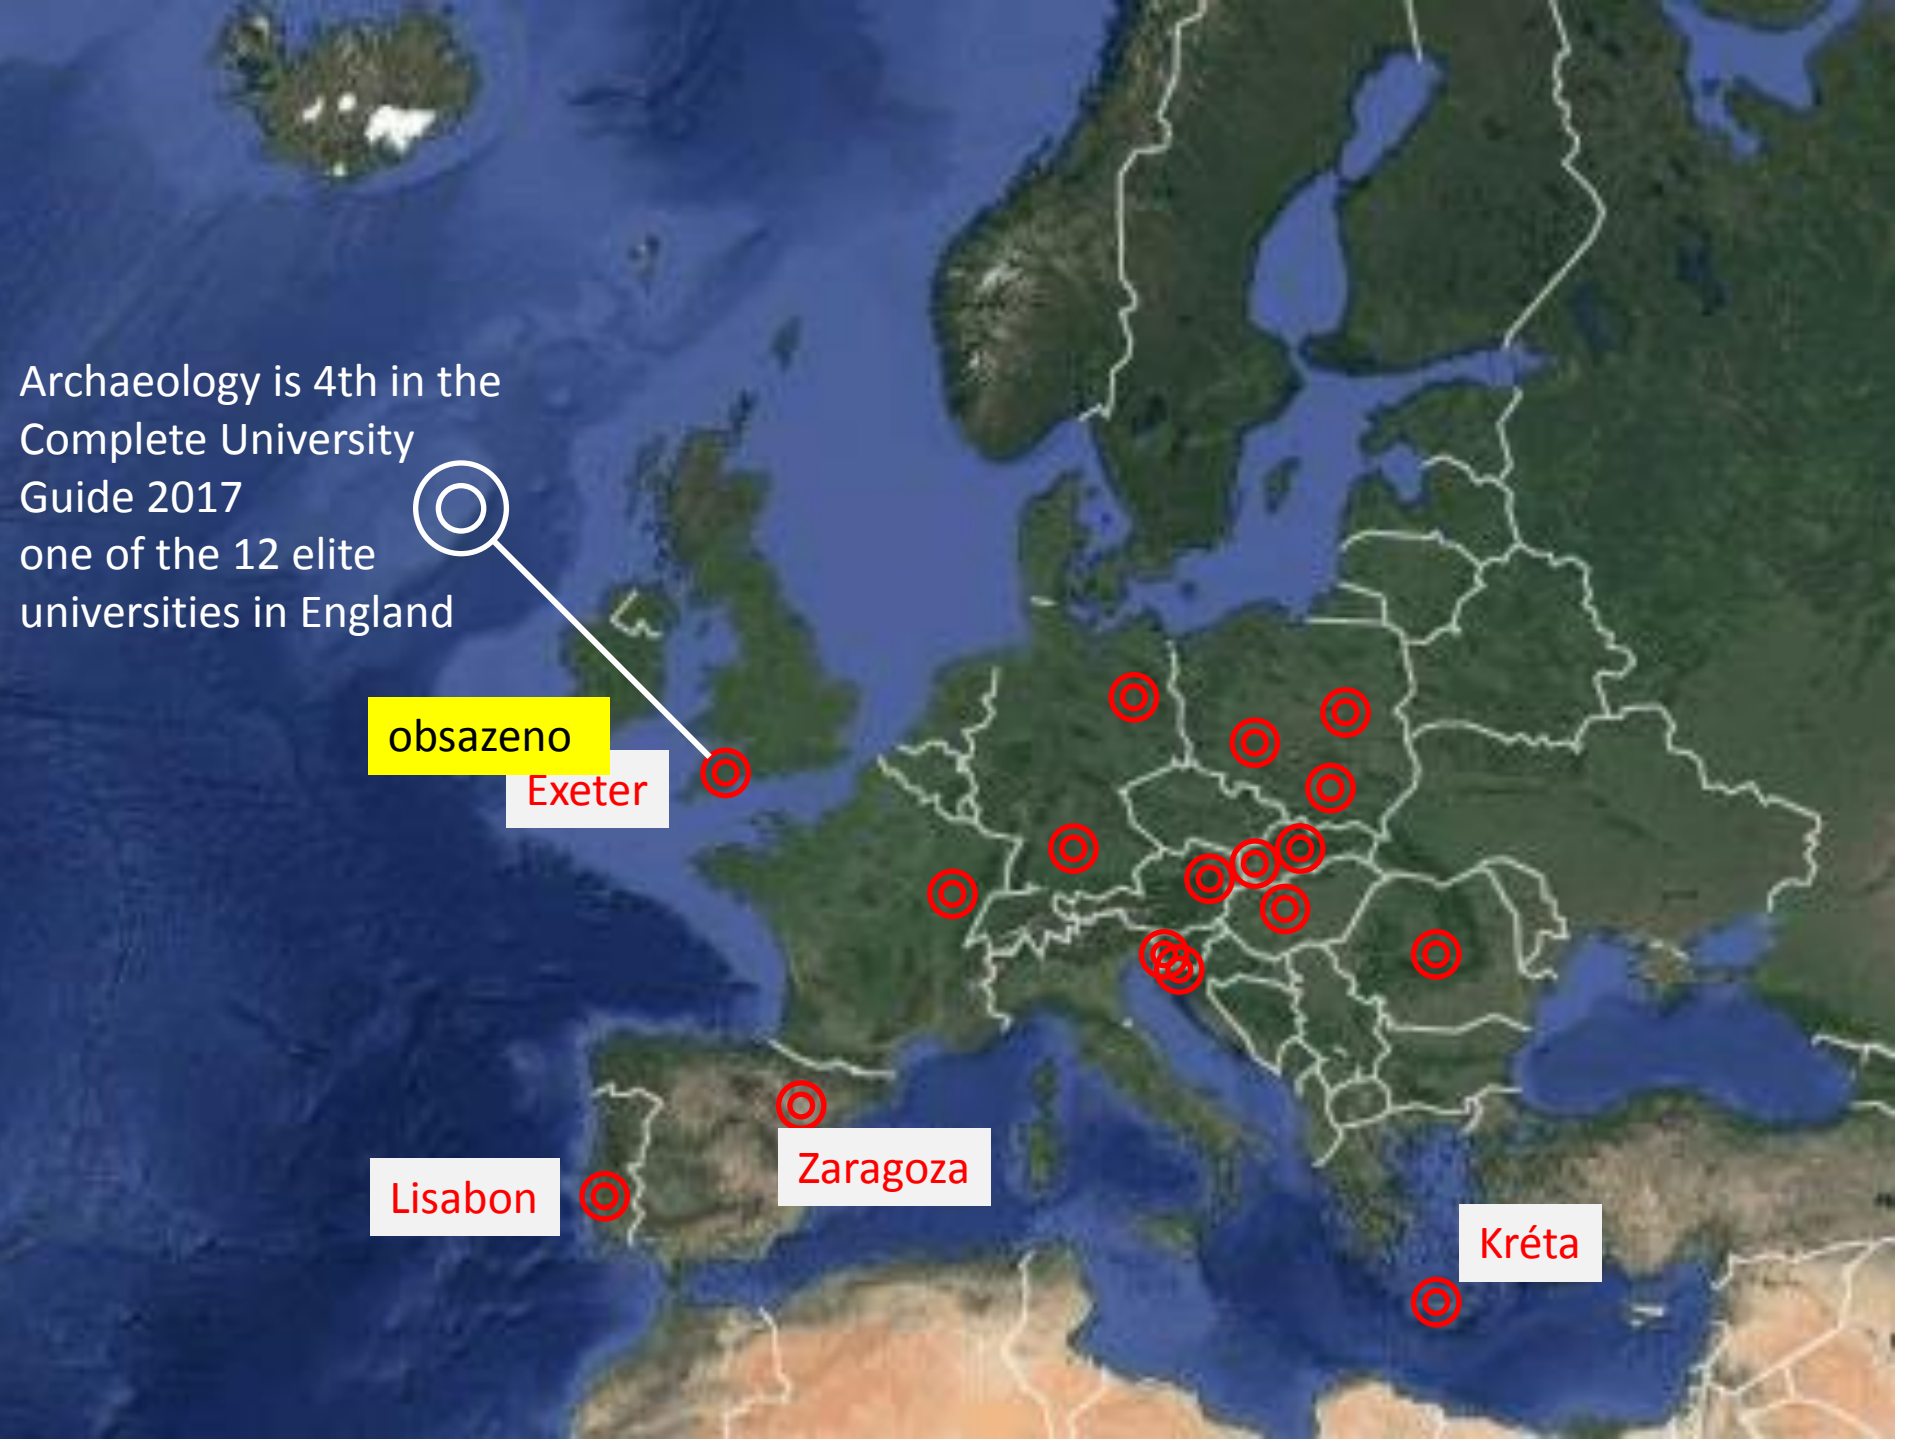 Archaeology is 4th in the
Complete University
Guide 2017
one of the 12 elite
universities in England
obsazeno
Exeter
Zaragoza
Lisabon
Kréta